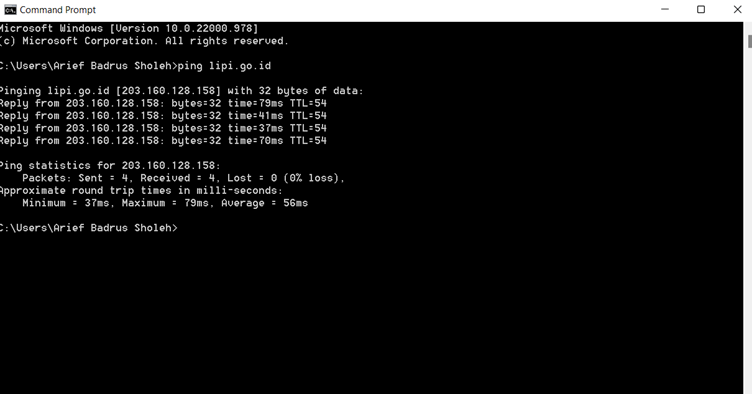 Command Prompt
Microsoft Windows [Version 10.0.22000.978]
(c) Microsoft Corporation. All rights reserved.
C:\Users\Arief Badrus Sholeh>ping lipi.go.id
Pinging lipi.go.id [203.160.128.158] with 32 bytes of data:
Reply from 203.160.128.158: bytes=32 time=79ms TTL=54
Reply from 203.160.128.158: bytes=32 time=41ms TTL=54
Reply from 203.160.128.158: bytes=32 time=37ms TTL=54
Reply from 203.160.128.158: bytes=32 time=70ms TTL=54
Ping statistics for 203.160.128.158:
Packets: Sent = 4, Received = 4, Lost = 0 (0% loss),
Approximate round trip times in milli-seconds:
Minimum = 37ms, Maximum = 79ms, Average = 56ms
C:\Users\Arief Badrus Sholeh>